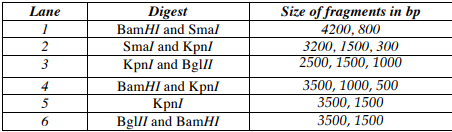 Lane Digest Size of fragments in bp
1 BamHI and SmaI 4200, 800
2 SmaI and KpnI 3200, 1500, 300
3 KpnI and BglII 2500, 1500, 1000
4 BamHI and KpnI 3500, 1000, 500
5 KpnI 3500, 1500
6 BglII and BamHI 3500, 1500